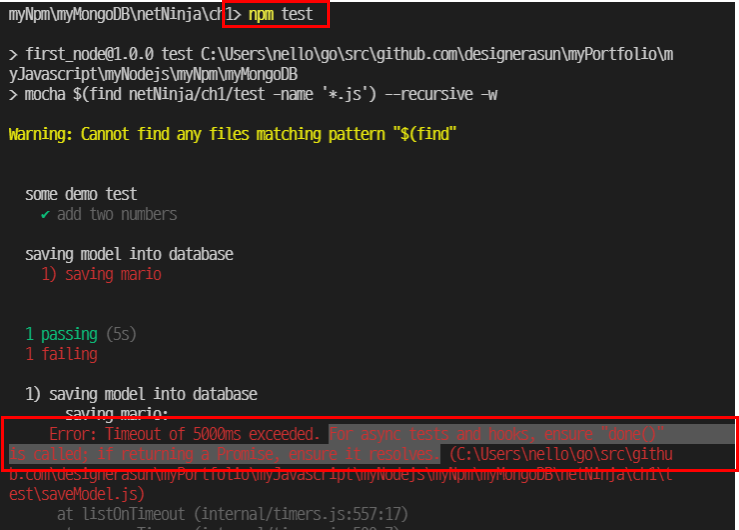 myNpm\myMongoDB\netNinja\ch1> npm test
> first_node@1.0.0 test C:\Users\nello\go\src\github.com\designerasun\myPortfolio\m
yJavascript\myNodejs\myNpm\myMongoDB
> mocha $(find netNinja/ch1/test -name '*.js') --recursive -w
Warning: Cannot find any files matching pattern "$(find"
some demo test
✔ add two numbers
saving model into database
1) saving mario
1 passing (5s)
1 failing
1) saving model into database
saving mario:
Error: Timeout of 5000ms exceeded. For async tests and hooks, ensure "done()"
is called; if returning a Promise, ensure it resolves. (C:\Users\nello\go\src\githu
b.com\designerasun\myPortfolio\myJavascript\myNodejs\myNpm\myMongoDB\netNinja\ch1\t
est\saveModel.js)
at listOnTimeout (internal/timers.js:557:17)